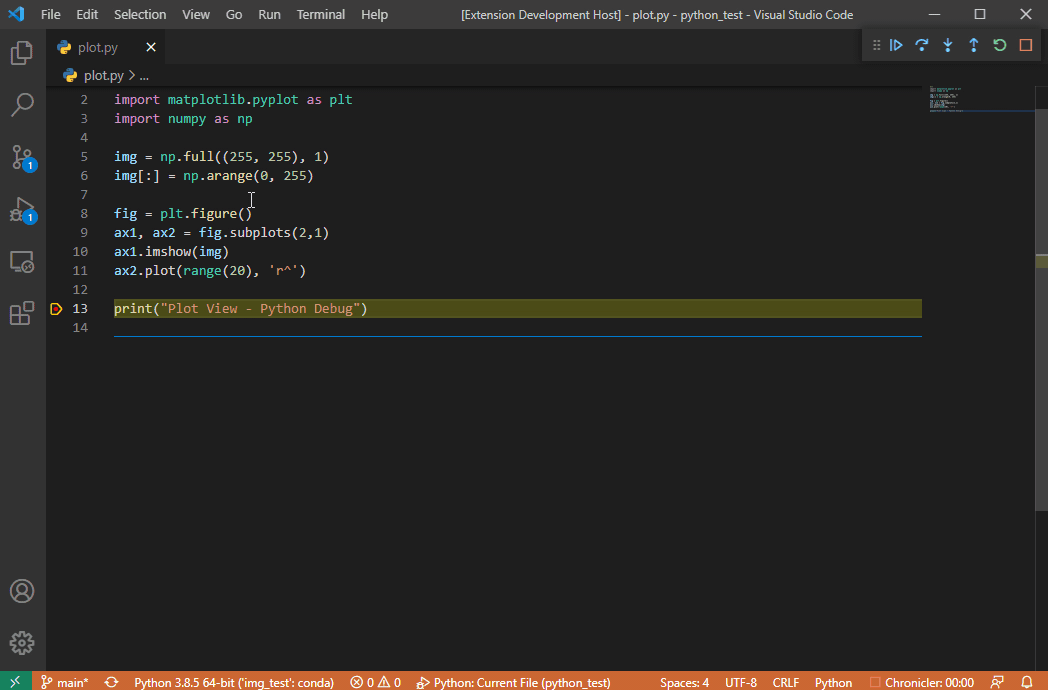 File Edit Selection View Go Run Terminal Help [Extension Development Host] - plot.py - python_test - Visual Studio Code
plot.py
plot.py > ...
2 import matplotlib.pyplot as plt
3 import numpy as np
4
5 img = np.full((255, 255), 1)
6 img[:] = np.arange(0, 255)
7
8 fig = plt.figure()
9 ax1, ax2 = fig.subplots(2,1)
10 ax1.imshow(img)
11 ax2.plot(range(20), 'r^')
12
13 print("Plot View - Python Debug")
14
1
1
main* Python 3.8.5 64-bit ('img_test': conda) 0 0 Python: Current File (python_test) Spaces: 4 UTF-8 CRLF Python Chronicler: 00:00